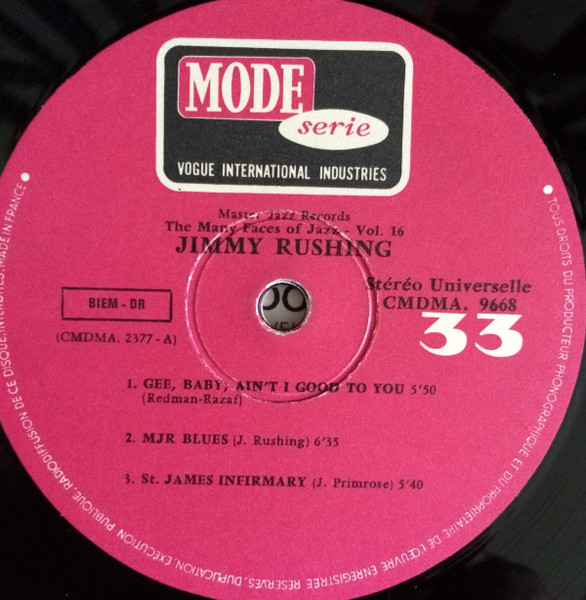 MODE
serie
VOGUE INTERNATIONAL INDUSTRIES
Master Jazz Records
The Many Faces of Jazz - Vol. 16
JIMMY RUSHING
Stéréo Universelle
BIEM - DR
CMDMA. 9668
(CMDMA. 2377 - A)
33
1. GEE, BABY, AIN'T I GOOD TO YOU 5'50
(Redman-Razaf)
2. MJR BLUES (J. Rushing) 6'35
3. St. JAMES INFIRMARY (J. Primrose) 5'40
• TOUS DROITS DU PRODUCTEUR PHONOGRAPHIQUE ET DU PROPRIETAIRE DE L'ŒUVRE ENREGISTREE RESERVES. DUPLICATION, EXECUTION PUBLIQUE RADIODIFFUSION DE CE DISQUE, INTERDITES. MADE IN FRANCE •